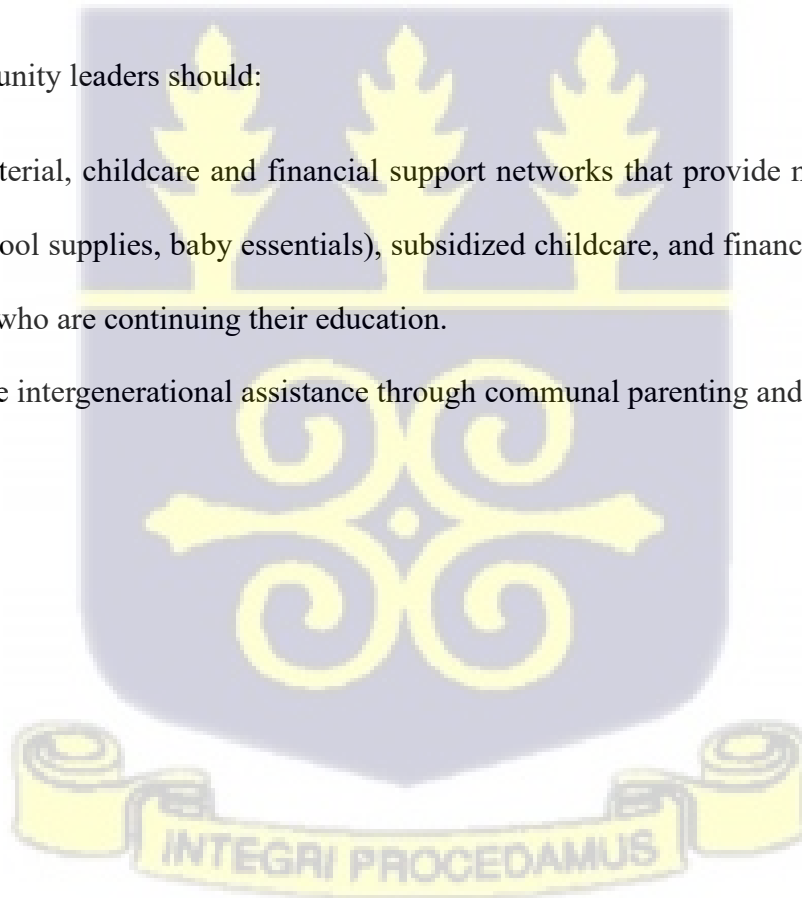 unity leaders should:
terial, childcare and financial support networks that provide n
ool supplies, baby essentials), subsidized childcare, and financ
who are continuing their education.
e intergenerational assistance through communal parenting and
INTEGRI PROCEDAMUS